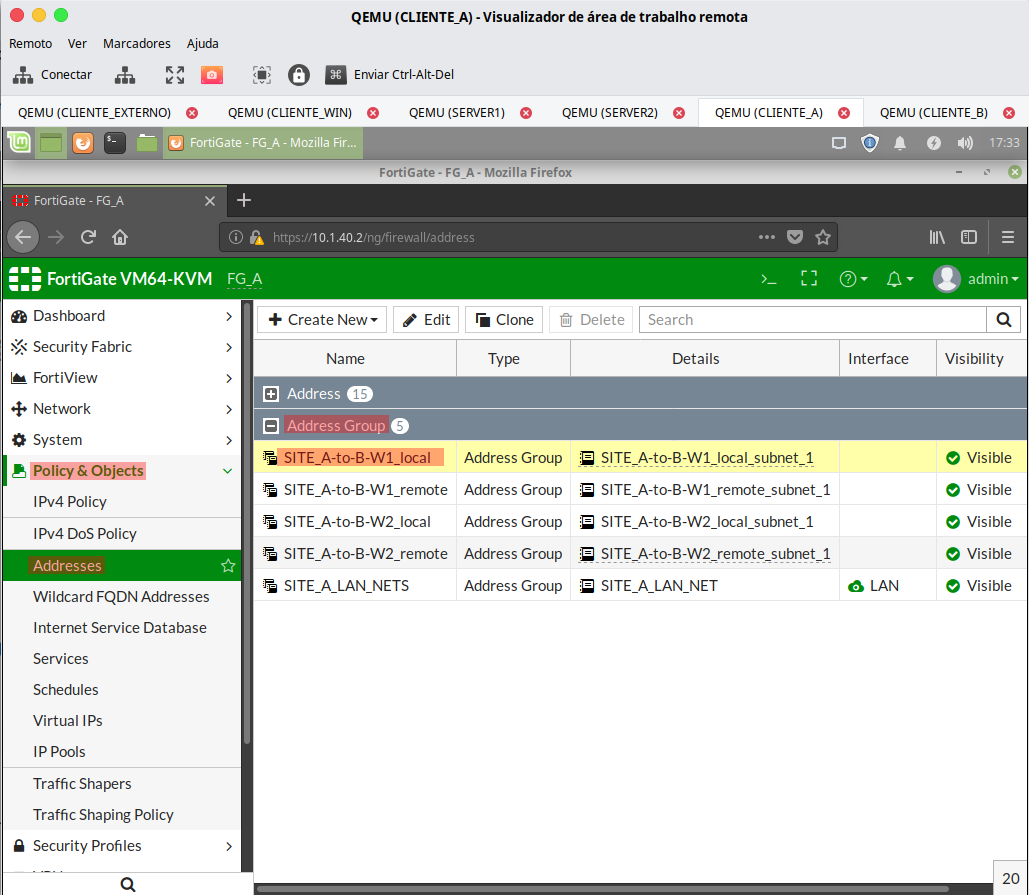 QEMU (CLIENTE_A) - Visualizador de área de trabalho remota
Remoto Ver Marcadores Ajuda
Conectar Enviar Ctrl-Alt-Del
QEMU (CLIENTE_EXTERNO) QEMU (CLIENTE_WIN) QEMU (SERVER1) QEMU (SERVER2) QEMU (CLIENTE_A) QEMU (CLIENTE_B)
FortiGate - FG_A - Mozilla Fir... 17:33
FortiGate - FG_A - Mozilla Firefox
FortiGate - FG_A
https://10.1.40.2/ng/firewall/address
FortiGate VM64-KVM FG_A admin
Dashboard
Security Fabric
FortiView
Network
System
Policy & Objects
IPv4 Policy
IPv4 DoS Policy
Addresses
Wildcard FQDN Addresses
Internet Service Database
Services
Schedules
Virtual IPs
IP Pools
Traffic Shapers
Traffic Shaping Policy
Security Profiles
Create New Edit Clone Delete Search
Name Type Details Interface Visibility
Address 15
Address Group 5
SITE_A-to-B-W1_local Address Group SITE_A-to-B-W1_local_subnet_1 Visible
SITE_A-to-B-W1_remote Address Group SITE_A-to-B-W1_remote_subnet_1 Visible
SITE_A-to-B-W2_local Address Group SITE_A-to-B-W2_local_subnet_1 Visible
SITE_A-to-B-W2_remote Address Group SITE_A-to-B-W2_remote_subnet_1 Visible
SITE_A_LAN_NETS Address Group SITE_A_LAN_NET LAN Visible
20